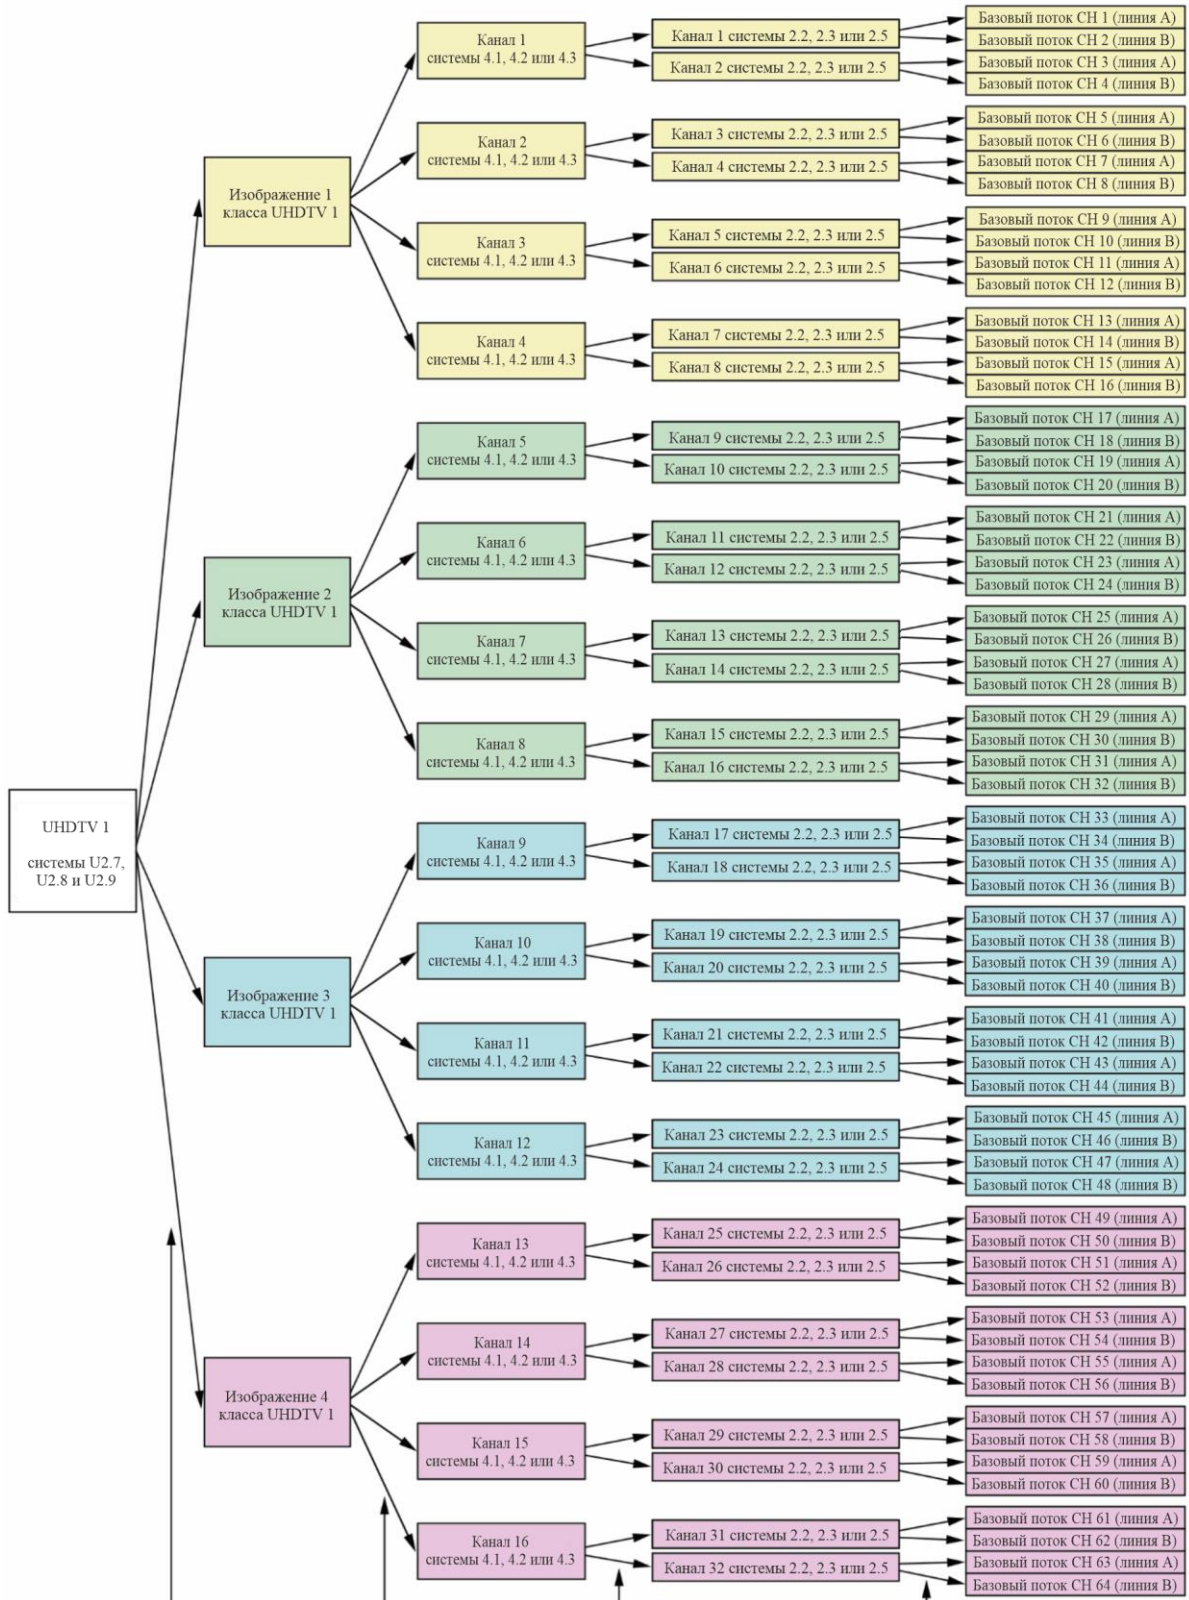 UHDTV 1
системы U2.7,
U2.8 и U2.9
Изображение 1
класса UHDTV 1
Канал 1
системы 4.1, 4.2 или 4.3
Канал 1 системы 2.2, 2.3 или 2.5
Базовый поток CH 1 (линия A)
Базовый поток CH 2 (линия B)
Канал 2 системы 2.2, 2.3 или 2.5
Базовый поток CH 3 (линия A)
Базовый поток CH 4 (линия B)
Канал 2
системы 4.1, 4.2 или 4.3
Канал 3 системы 2.2, 2.3 или 2.5
Базовый поток CH 5 (линия A)
Базовый поток CH 6 (линия B)
Канал 4 системы 2.2, 2.3 или 2.5
Базовый поток CH 7 (линия A)
Базовый поток CH 8 (линия B)
Канал 3
системы 4.1, 4.2 или 4.3
Канал 5 системы 2.2, 2.3 или 2.5
Базовый поток CH 9 (линия A)
Базовый поток CH 10 (линия B)
Канал 6 системы 2.2, 2.3 или 2.5
Базовый поток CH 11 (линия A)
Базовый поток CH 12 (линия B)
Канал 4
системы 4.1, 4.2 или 4.3
Канал 7 системы 2.2, 2.3 или 2.5
Базовый поток CH 13 (линия A)
Базовый поток CH 14 (линия B)
Канал 8 системы 2.2, 2.3 или 2.5
Базовый поток CH 15 (линия A)
Базовый поток CH 16 (линия B)
Изображение 2
класса UHDTV 1
Канал 5
системы 4.1, 4.2 или 4.3
Канал 9 системы 2.2, 2.3 или 2.5
Базовый поток CH 17 (линия A)
Базовый поток CH 18 (линия B)
Канал 10 системы 2.2, 2.3 или 2.5
Базовый поток CH 19 (линия A)
Базовый поток CH 20 (линия B)
Канал 6
системы 4.1, 4.2 или 4.3
Канал 11 системы 2.2, 2.3 или 2.5
Базовый поток CH 21 (линия A)
Базовый поток CH 22 (линия B)
Канал 12 системы 2.2, 2.3 или 2.5
Базовый поток CH 23 (линия A)
Базовый поток CH 24 (линия B)
Канал 7
системы 4.1, 4.2 или 4.3
Канал 13 системы 2.2, 2.3 или 2.5
Базовый поток CH 25 (линия A)
Базовый поток CH 26 (линия B)
Канал 14 системы 2.2, 2.3 или 2.5
Базовый поток CH 27 (линия A)
Базовый поток CH 28 (линия B)
Канал 8
системы 4.1, 4.2 или 4.3
Канал 15 системы 2.2, 2.3 или 2.5
Базовый поток CH 29 (линия A)
Базовый поток CH 30 (линия B)
Канал 16 системы 2.2, 2.3 или 2.5
Базовый поток CH 31 (линия A)
Базовый поток CH 32 (линия B)
Изображение 3
класса UHDTV 1
Канал 9
системы 4.1, 4.2 или 4.3
Канал 17 системы 2.2, 2.3 или 2.5
Базовый поток CH 33 (линия A)
Базовый поток CH 34 (линия B)
Канал 18 системы 2.2, 2.3 или 2.5
Базовый поток CH 35 (линия A)
Базовый поток CH 36 (линия B)
Канал 10
системы 4.1, 4.2 или 4.3
Канал 19 системы 2.2, 2.3 или 2.5
Базовый поток CH 37 (линия A)
Базовый поток CH 38 (линия B)
Канал 20 системы 2.2, 2.3 или 2.5
Базовый поток CH 39 (линия A)
Базовый поток CH 40 (линия B)
Канал 11
системы 4.1, 4.2 или 4.3
Канал 21 системы 2.2, 2.3 или 2.5
Базовый поток CH 41 (линия A)
Базовый поток CH 42 (линия B)
Канал 22 системы 2.2, 2.3 или 2.5
Базовый поток CH 43 (линия A)
Базовый поток CH 44 (линия B)
Канал 12
системы 4.1, 4.2 или 4.3
Канал 23 системы 2.2, 2.3 или 2.5
Базовый поток CH 45 (линия A)
Базовый поток CH 46 (линия B)
Канал 24 системы 2.2, 2.3 или 2.5
Базовый поток CH 47 (линия A)
Базовый поток CH 48 (линия B)
Изображение 4
класса UHDTV 1
Канал 13
системы 4.1, 4.2 или 4.3
Канал 25 системы 2.2, 2.3 или 2.5
Базовый поток CH 49 (линия A)
Базовый поток CH 50 (линия B)
Канал 26 системы 2.2, 2.3 или 2.5
Базовый поток CH 51 (линия A)
Базовый поток CH 52 (линия B)
Канал 14
системы 4.1, 4.2 или 4.3
Канал 27 системы 2.2, 2.3 или 2.5
Базовый поток CH 53 (линия A)
Базовый поток CH 54 (линия B)
Канал 28 системы 2.2, 2.3 или 2.5
Базовый поток CH 55 (линия A)
Базовый поток CH 56 (линия B)
Канал 15
системы 4.1, 4.2 или 4.3
Канал 29 системы 2.2, 2.3 или 2.5
Базовый поток CH 57 (линия A)
Базовый поток CH 58 (линия B)
Канал 30 системы 2.2, 2.3 или 2.5
Базовый поток CH 59 (линия A)
Базовый поток CH 60 (линия B)
Канал 16
системы 4.1, 4.2 или 4.3
Канал 31 системы 2.2, 2.3 или 2.5
Базовый поток CH 61 (линия A)
Базовый поток CH 62 (линия B)
Канал 32 системы 2.2, 2.3 или 2.5
Базовый поток CH 63 (линия A)
Базовый поток CH 64 (линия B)